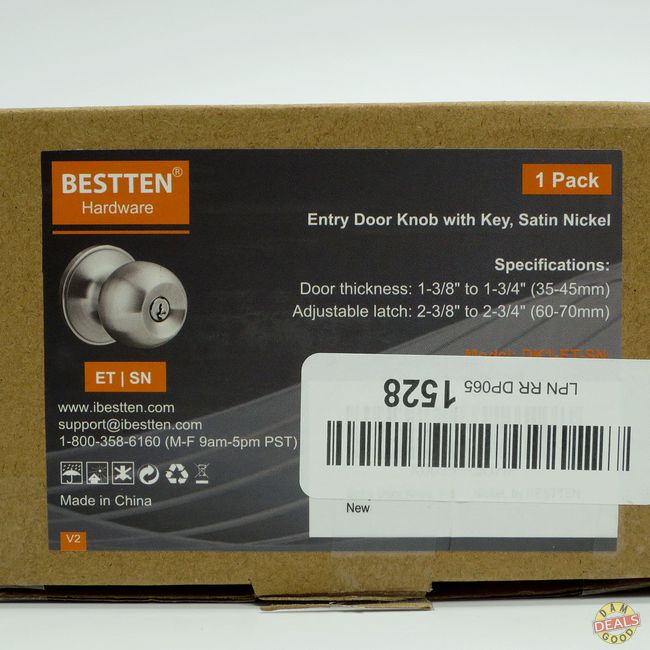 BESTTEN®
Hardware
1 Pack
Entry Door Knob with Key, Satin Nickel
Specifications:
Door thickness: 1-3/8" to 1-3/4" (35-45mm)
Adjustable latch: 2-3/8" to 2-3/4" (60-70mm)
ET | SN
www.ibestten.com
support@ibestten.com
1-800-358-6160 (M-F 9am-5pm PST)
Made in China
V2
LPN RR DP065 1528
New
DAM
GOOD
DEALS